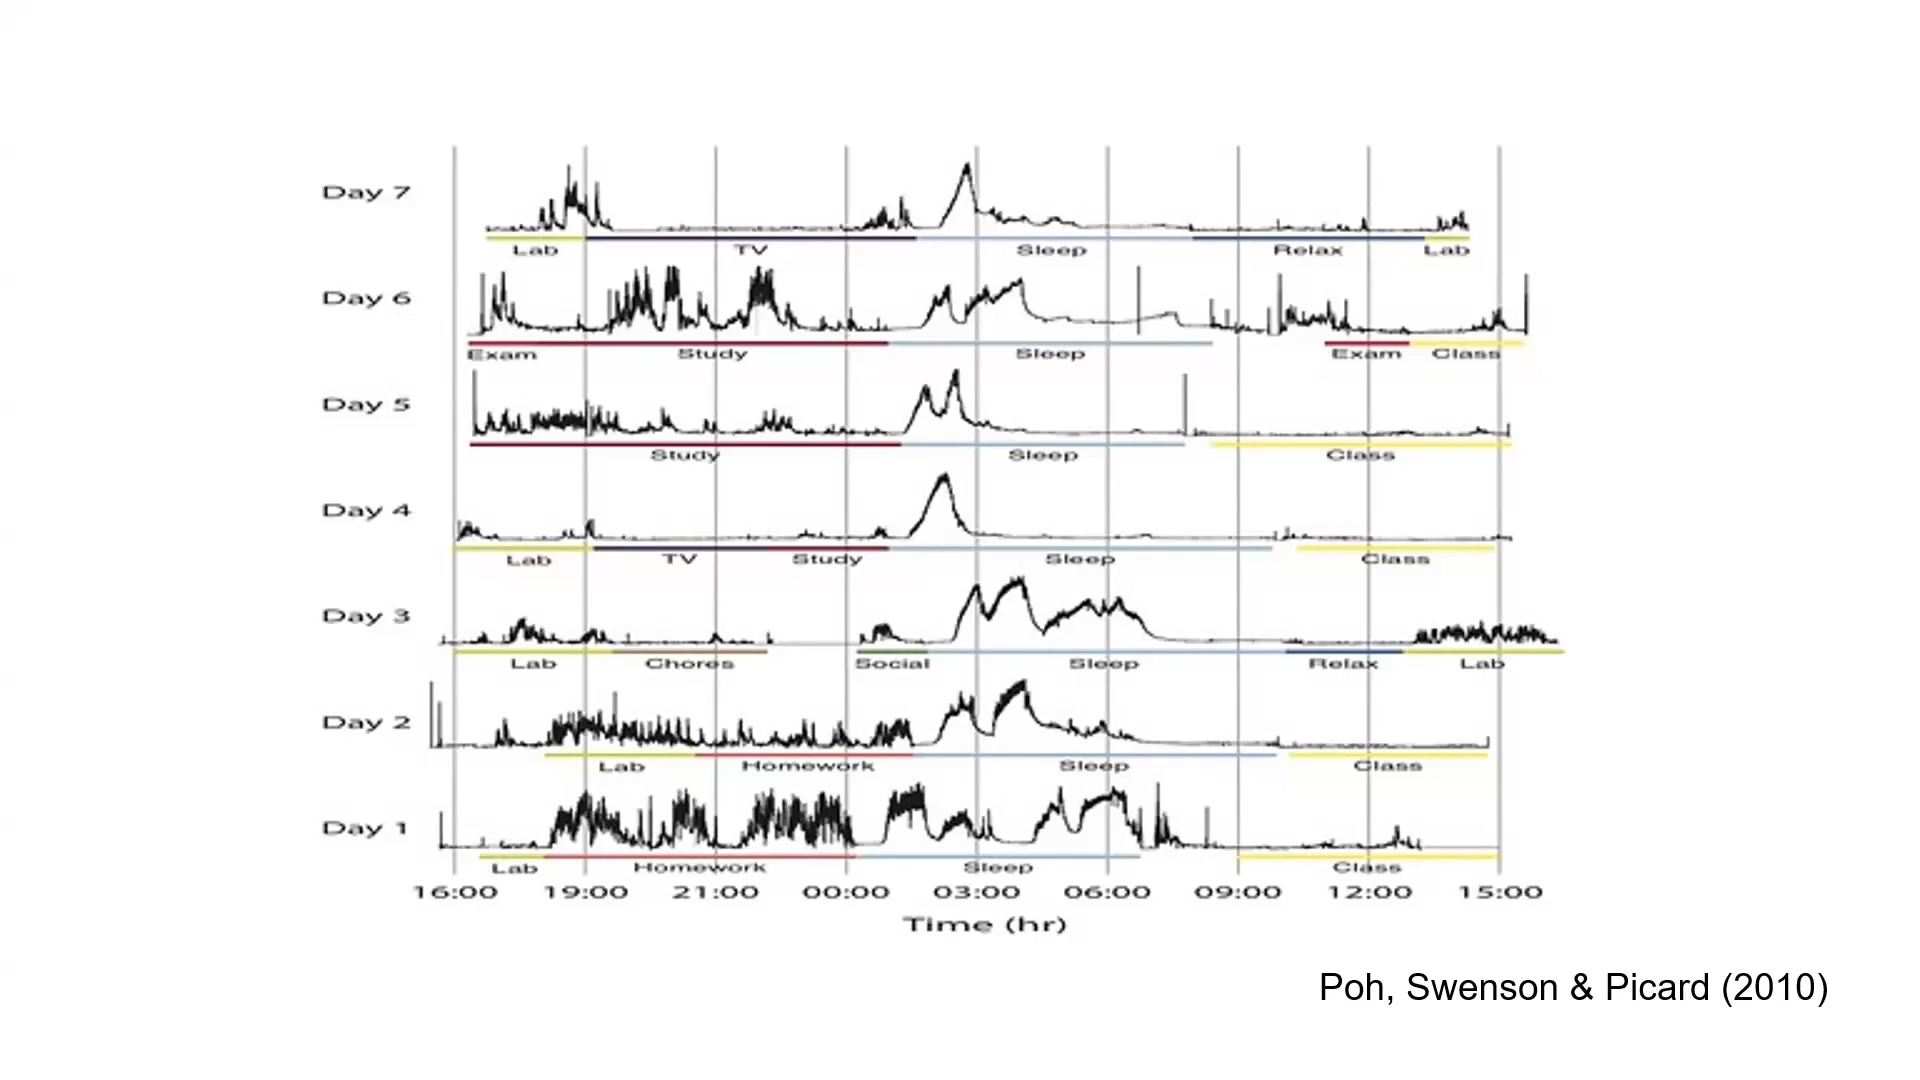 Day 7
Lab TV Sleep Relax Lab
Day 6
Exam Study Sleep Exam Class
Day 5
Study Sleep Class
Day 4
Lab TV Study Sleep Class
Day 3
Lab Chores Social Sleep Relax Lab
Day 2
Lab Homework Sleep Class
Day 1
Lab Homework Sleep Class
16:00 19:00 21:00 00:00 03:00 06:00 09:00 12:00 15:00
Time (hr)
Poh, Swenson & Picard (2010)